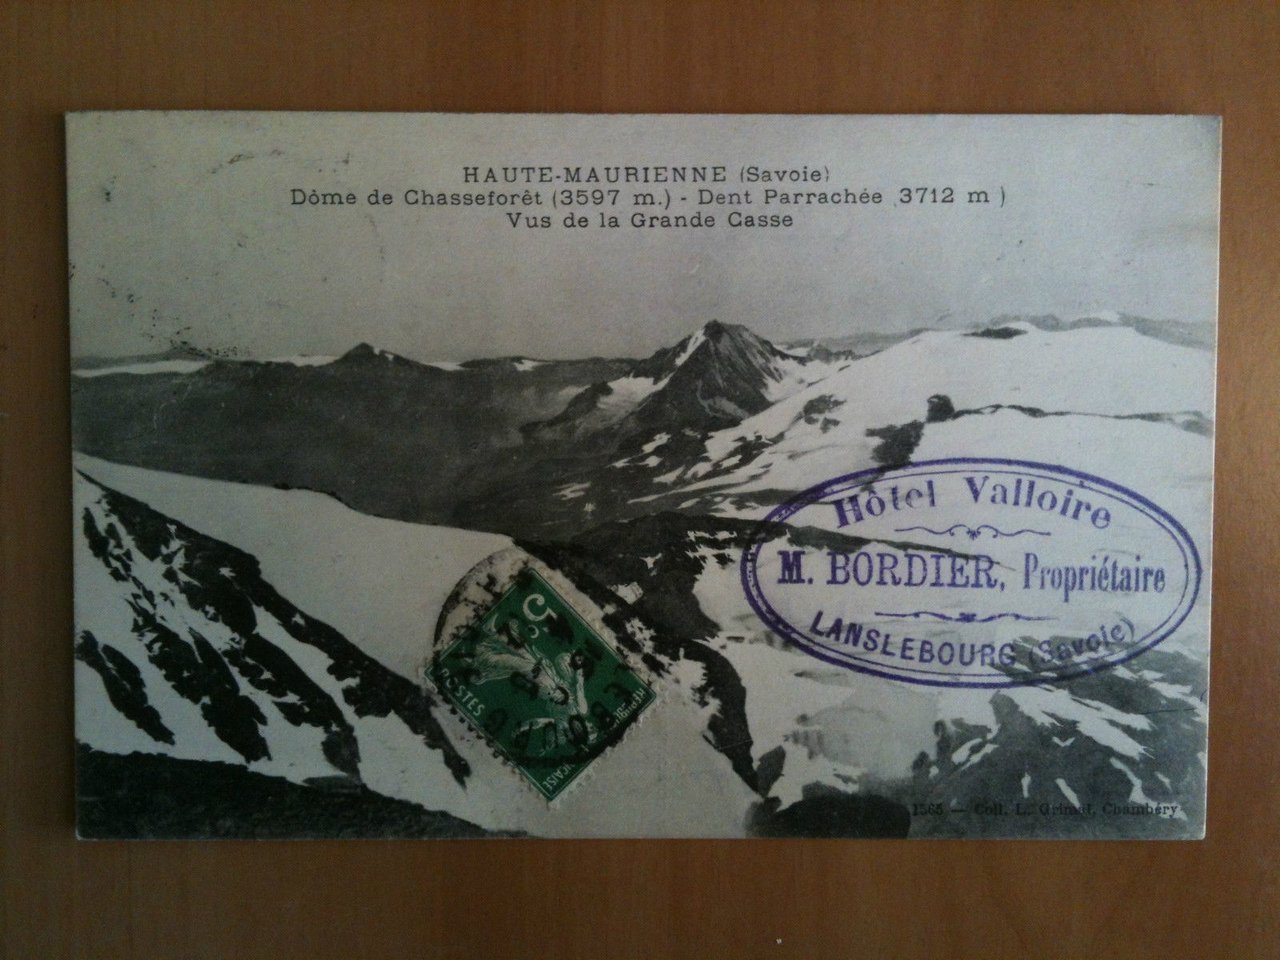 HAUTE-MAURIENNE (Savoie)
Dôme de Chasseforêt (3597 m.) - Dent Parrachée 3712 m )
Vus de la Grande Casse
Hôtel Valloire
M. BORDIER, Propriétaire
LANSLEBOURG (Savoie)
5
POSTES
1565 — Coll. L. Grimal, Chambéry